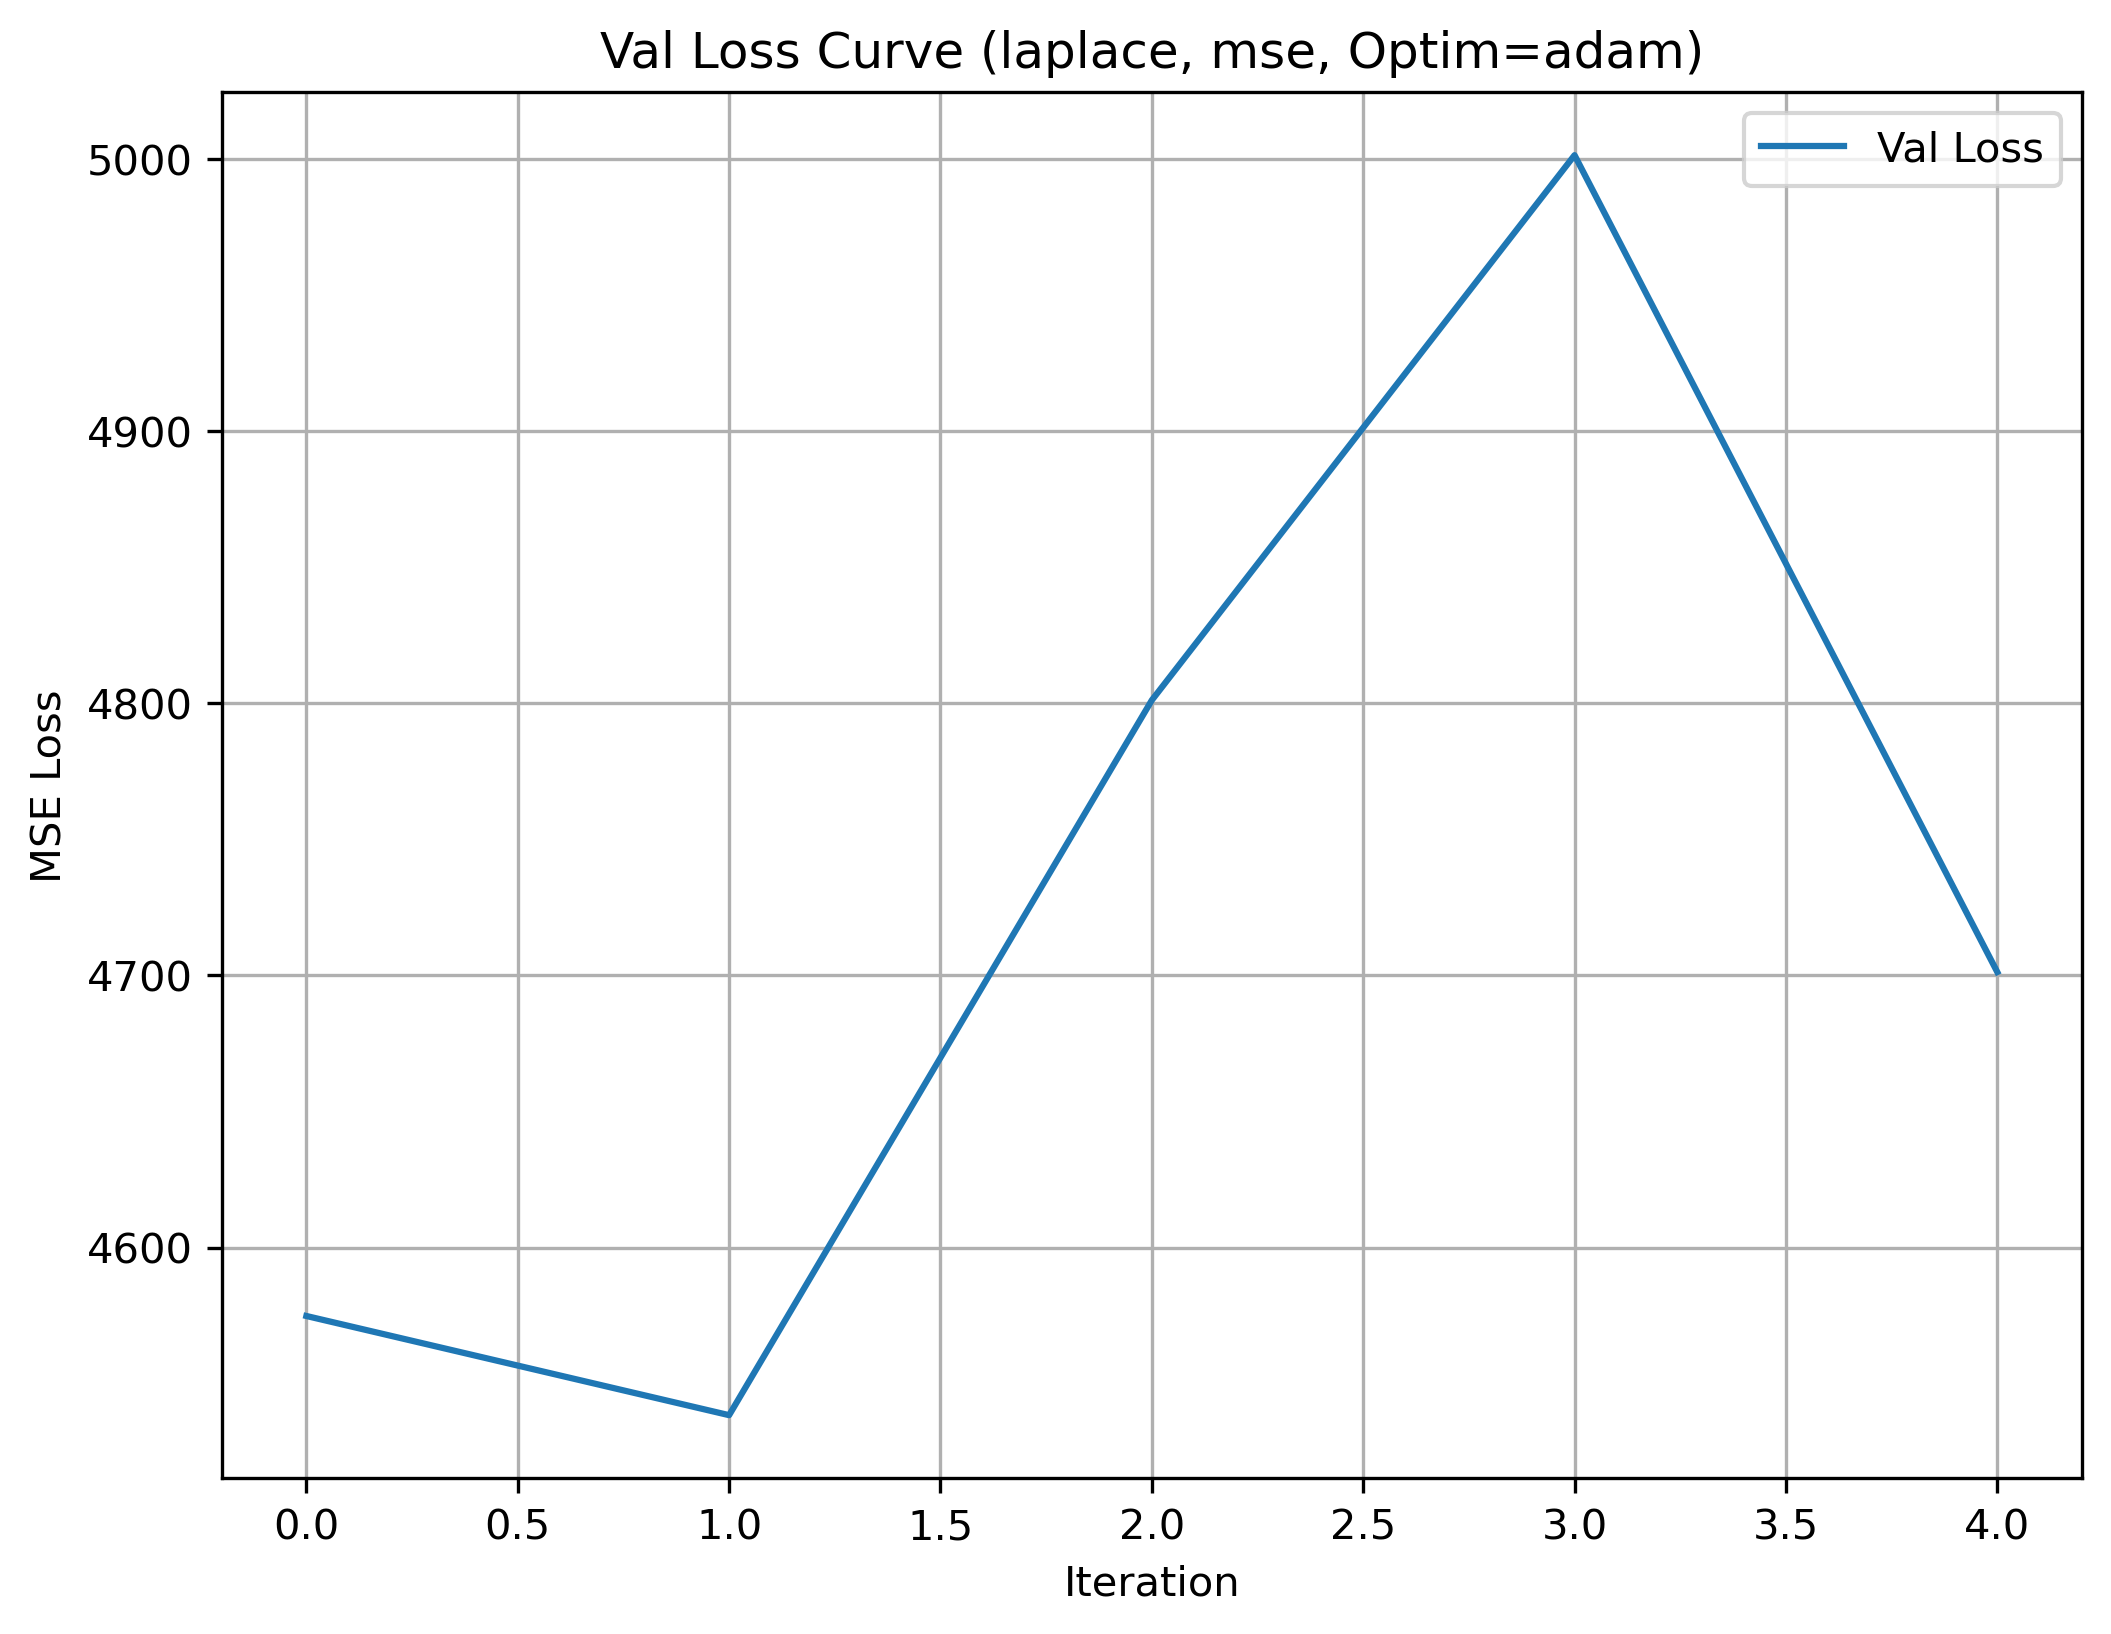 Val Loss Curve (laplace, mse, Optim=adam)
Val Loss
5000
4900
4800
4700
4600
MSE Loss
0.0 0.5 1.0 1.5 2.0 2.5 3.0 3.5 4.0
Iteration